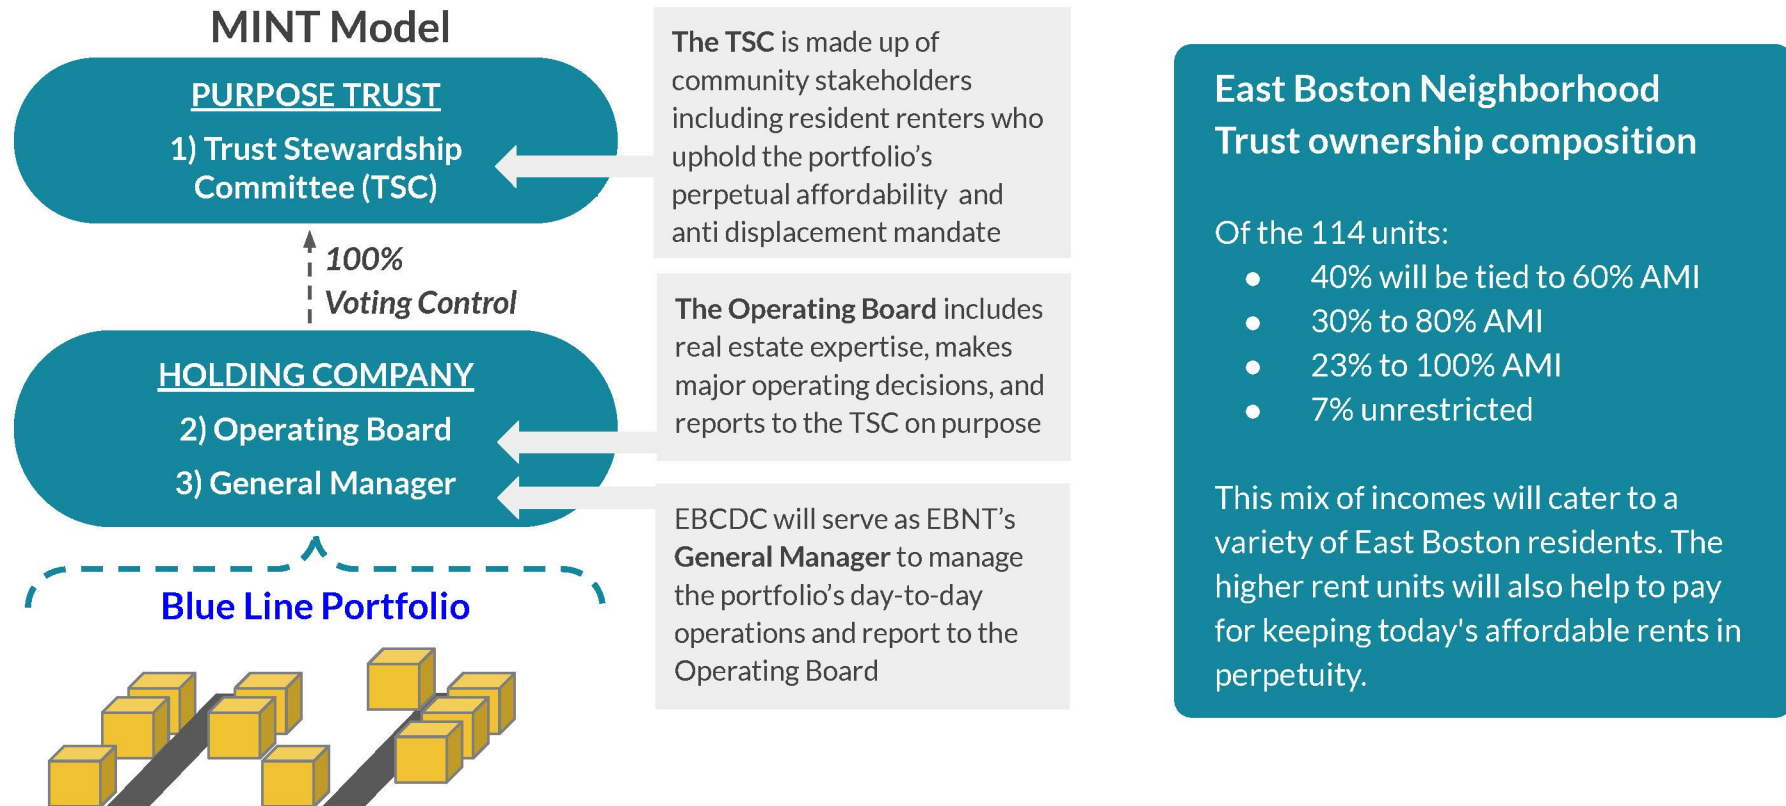 MINT Model
PURPOSE TRUST
1) Trust Stewardship
Committee (TSC)
100%
Voting Control
HOLDING COMPANY
2) Operating Board
3) General Manager
Blue Line Portfolio
The TSC is made up of
community stakeholders
including resident renters who
uphold the portfolio’s
perpetual affordability and
anti displacement mandate
The Operating Board includes
real estate expertise, makes
major operating decisions, and
reports to the TSC on purpose
EBCDC will serve as EBNT’s
General Manager to manage
the portfolio’s day-to-day
operations and report to the
Operating Board
East Boston Neighborhood
Trust ownership composition
Of the 114 units:
● 40% will be tied to 60% AMI
● 30% to 80% AMI
● 23% to 100% AMI
● 7% unrestricted
This mix of incomes will cater to a
variety of East Boston residents. The
higher rent units will also help to pay
for keeping today's affordable rents in
perpetuity.